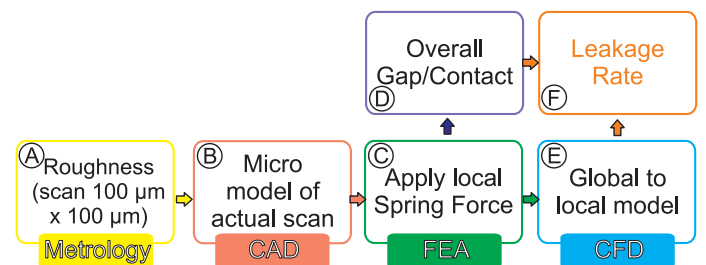 Overall
Gap/Contact
D
Leakage
Rate
F
A
Roughness
(scan 100 µm
x 100 µm)
Metrology
B
Micro
model of
actual scan
CAD
C
Apply local
Spring Force
FEA
E
Global to
local model
CFD